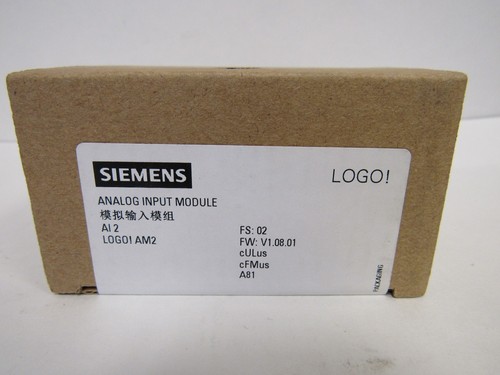 SIEMENS
LOGO!
ANALOG INPUT MODULE
模拟输入模组
AI 2
LOGO! AM2
FS: 02
FW: V1.08.01
cULus
cFMus
A81
PACKAGING